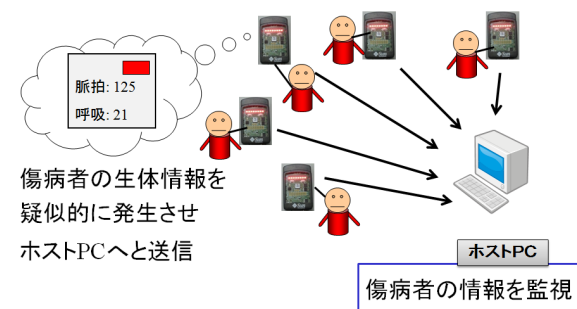 脈拍: 125
呼吸: 21
傷病者の生体情報を
疑似的に発生させ
ホストPCへと送信
ホストPC
傷病者の情報を監視